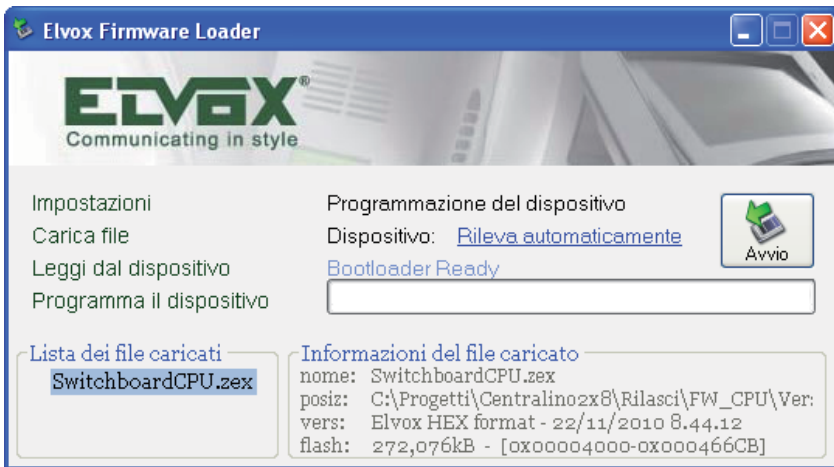 Elvox Firmware Loader
ELVOX®
Communicating in style
Impostazioni
Carica file
Leggi dal dispositivo
Programma il dispositivo
Programmazione del dispositivo
Dispositivo: Rileva automaticamente
Bootloader Ready
Avvio
Lista dei file caricati
SwitchboardCPU.zex
Informazioni del file caricato
nome: SwitchboardCPU.zex
posiz: C:\Progetti\Centralino2x8\Rilasci\FW_CPU\Ver:
vers: Elvox HEX format - 22/11/2010 8.44.12
flash: 272,076kB - [0x00004000-0x000466CB]